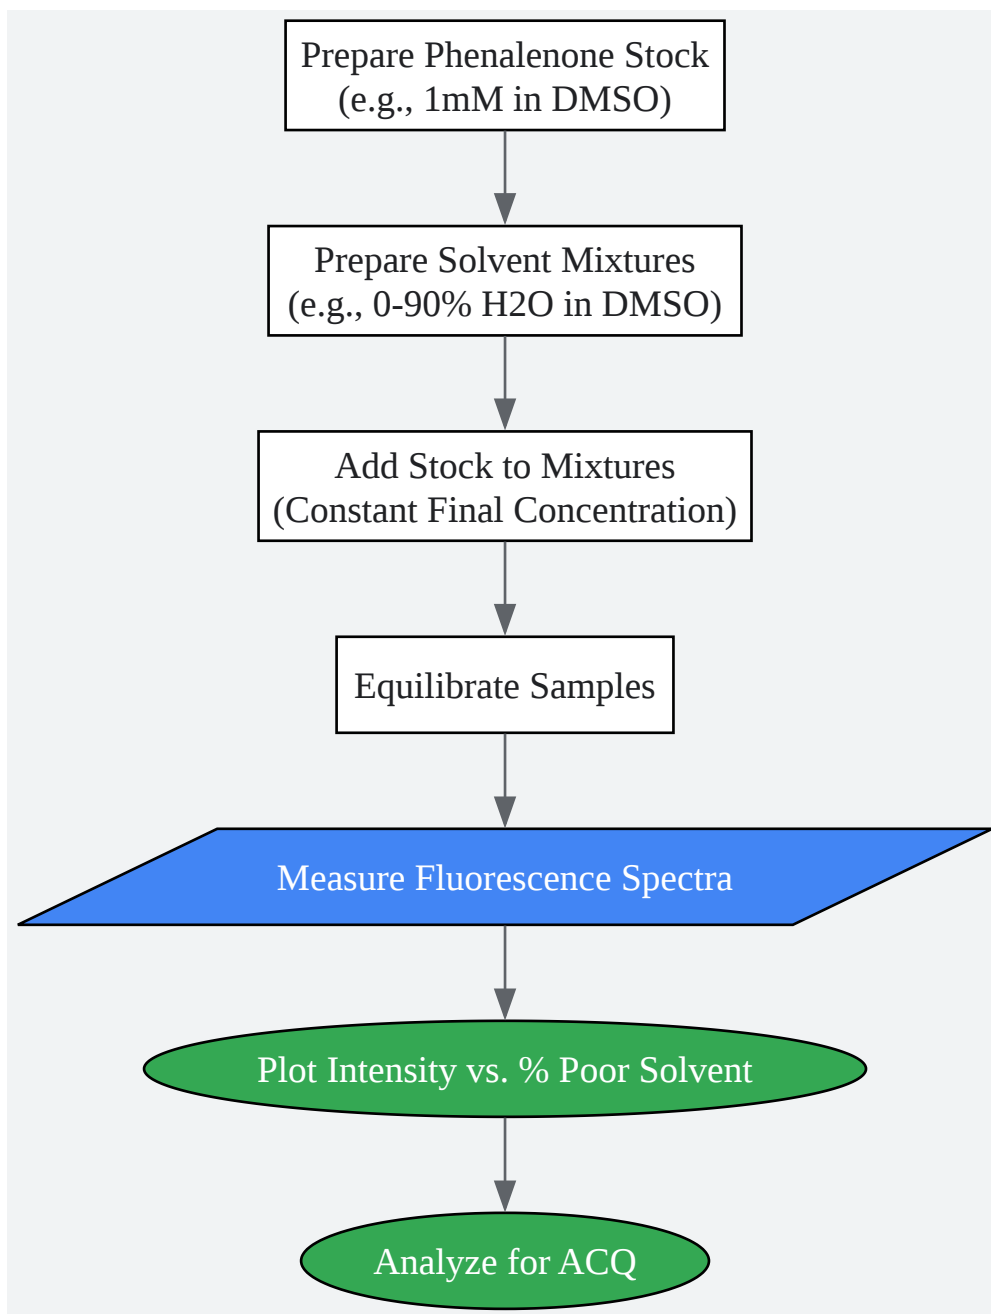 Prepare Phenalenone Stock
(e.g., 1mM in DMSO)
Prepare Solvent Mixtures
(e.g., 0-90% H2O in DMSO)
Add Stock to Mixtures
(Constant Final Concentration)
Equilibrate Samples
Measure Fluorescence Spectra
Plot Intensity vs. % Poor Solvent
Analyze for ACQ